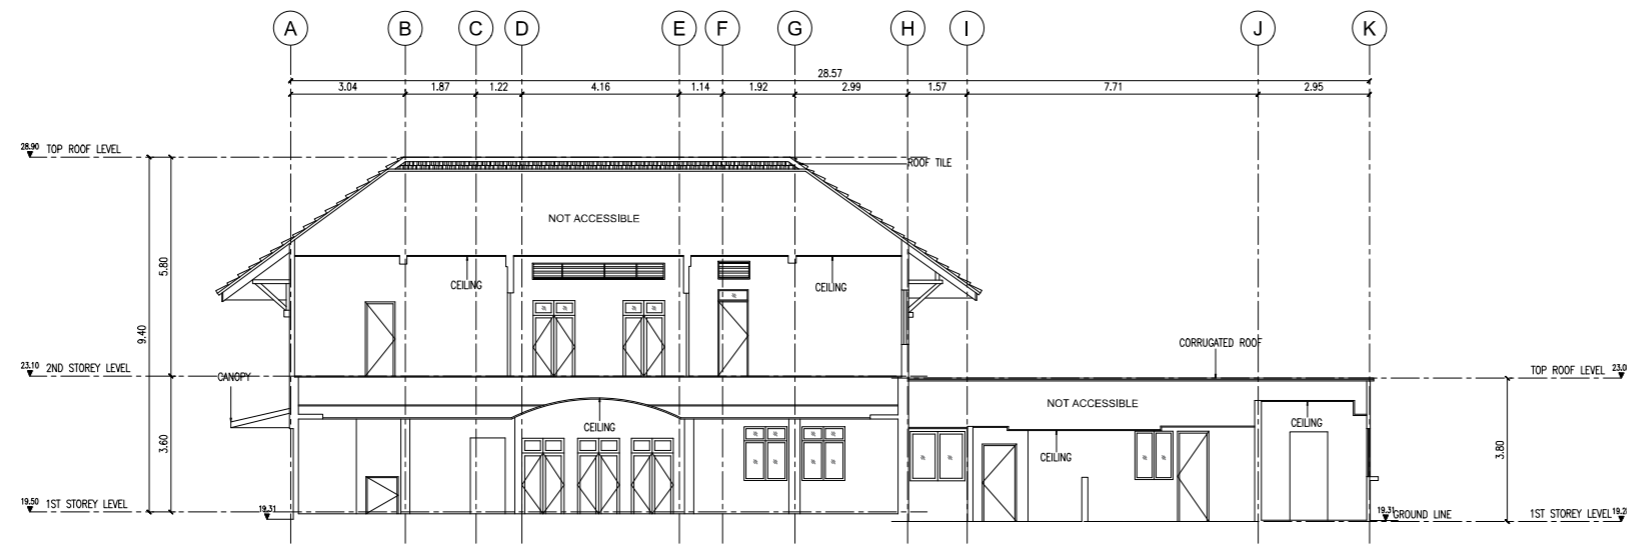 A B C D E F G H I J K
28.57
3.04 1.87 1.22 4.16 1.14 1.92 2.99 1.57 7.71 2.95
28.90 TOP ROOF LEVEL
ROOF TILE
NOT ACCESSIBLE
5.80
CEILING
CEILING
9.40
CORRUGATED ROOF
23.10 2ND STOREY LEVEL
TOP ROOF LEVEL
CANOPY
NOT ACCESSIBLE
CEILING
CEILING
3.60
CEILING
3.80
19.50 1ST STOREY LEVEL
19.31
19.31 GROUND LINE
1ST STOREY LEVEL